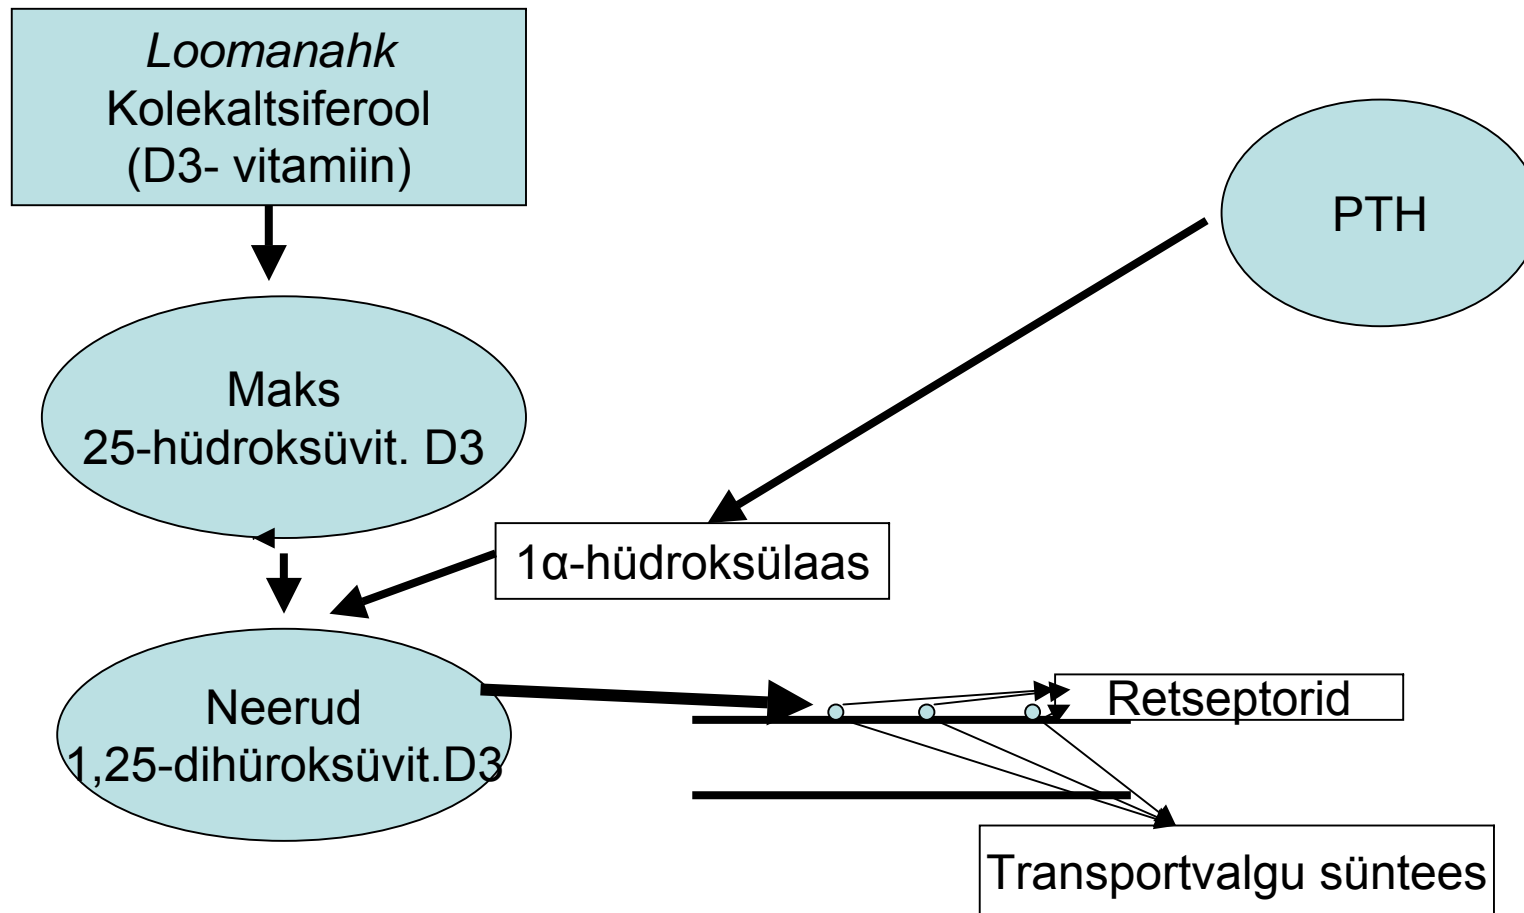 Loomanahk
Kolekaltsiferool
(D3- vitamiin)
PTH
Maks
25-hüdroksüvit. D3
1α-hüdroksülaas
Neerud
1,25-dihüroksüvit.D3
Retseptorid
Transportvalgu süntees